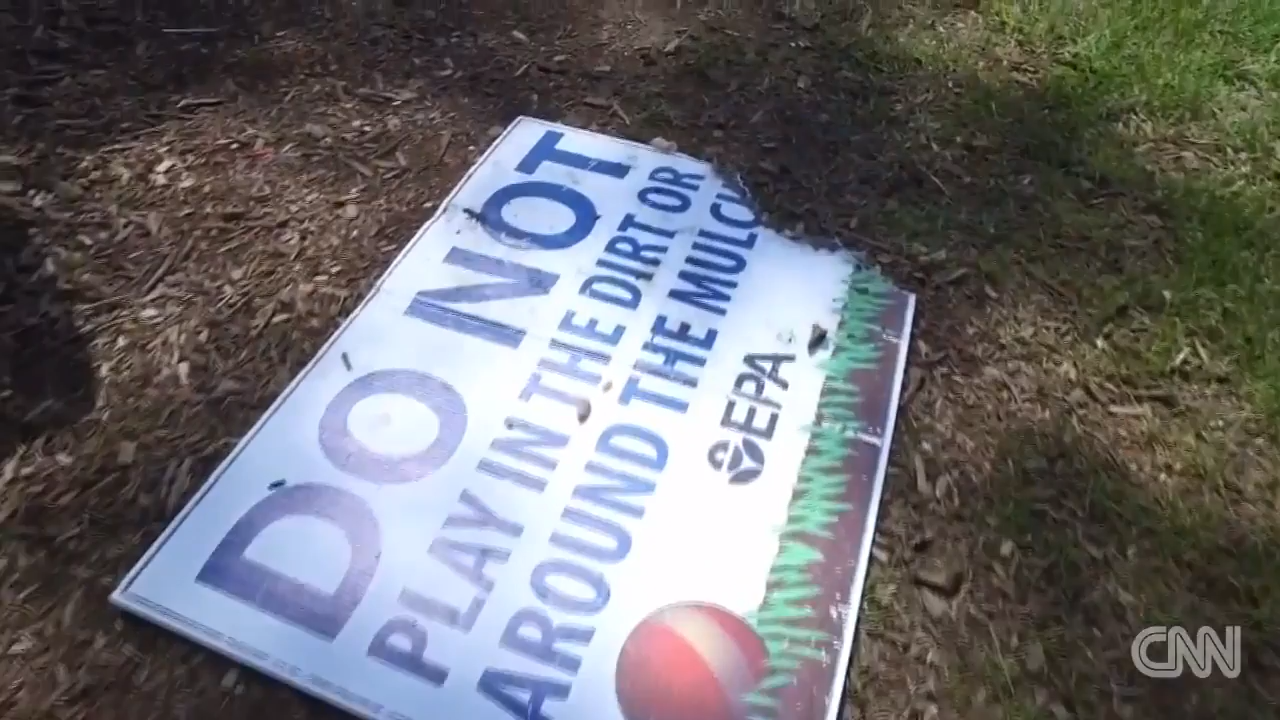 DO NOT
PLAY IN THE DIRT OR
AROUND THE MULCH
EPA
CNN